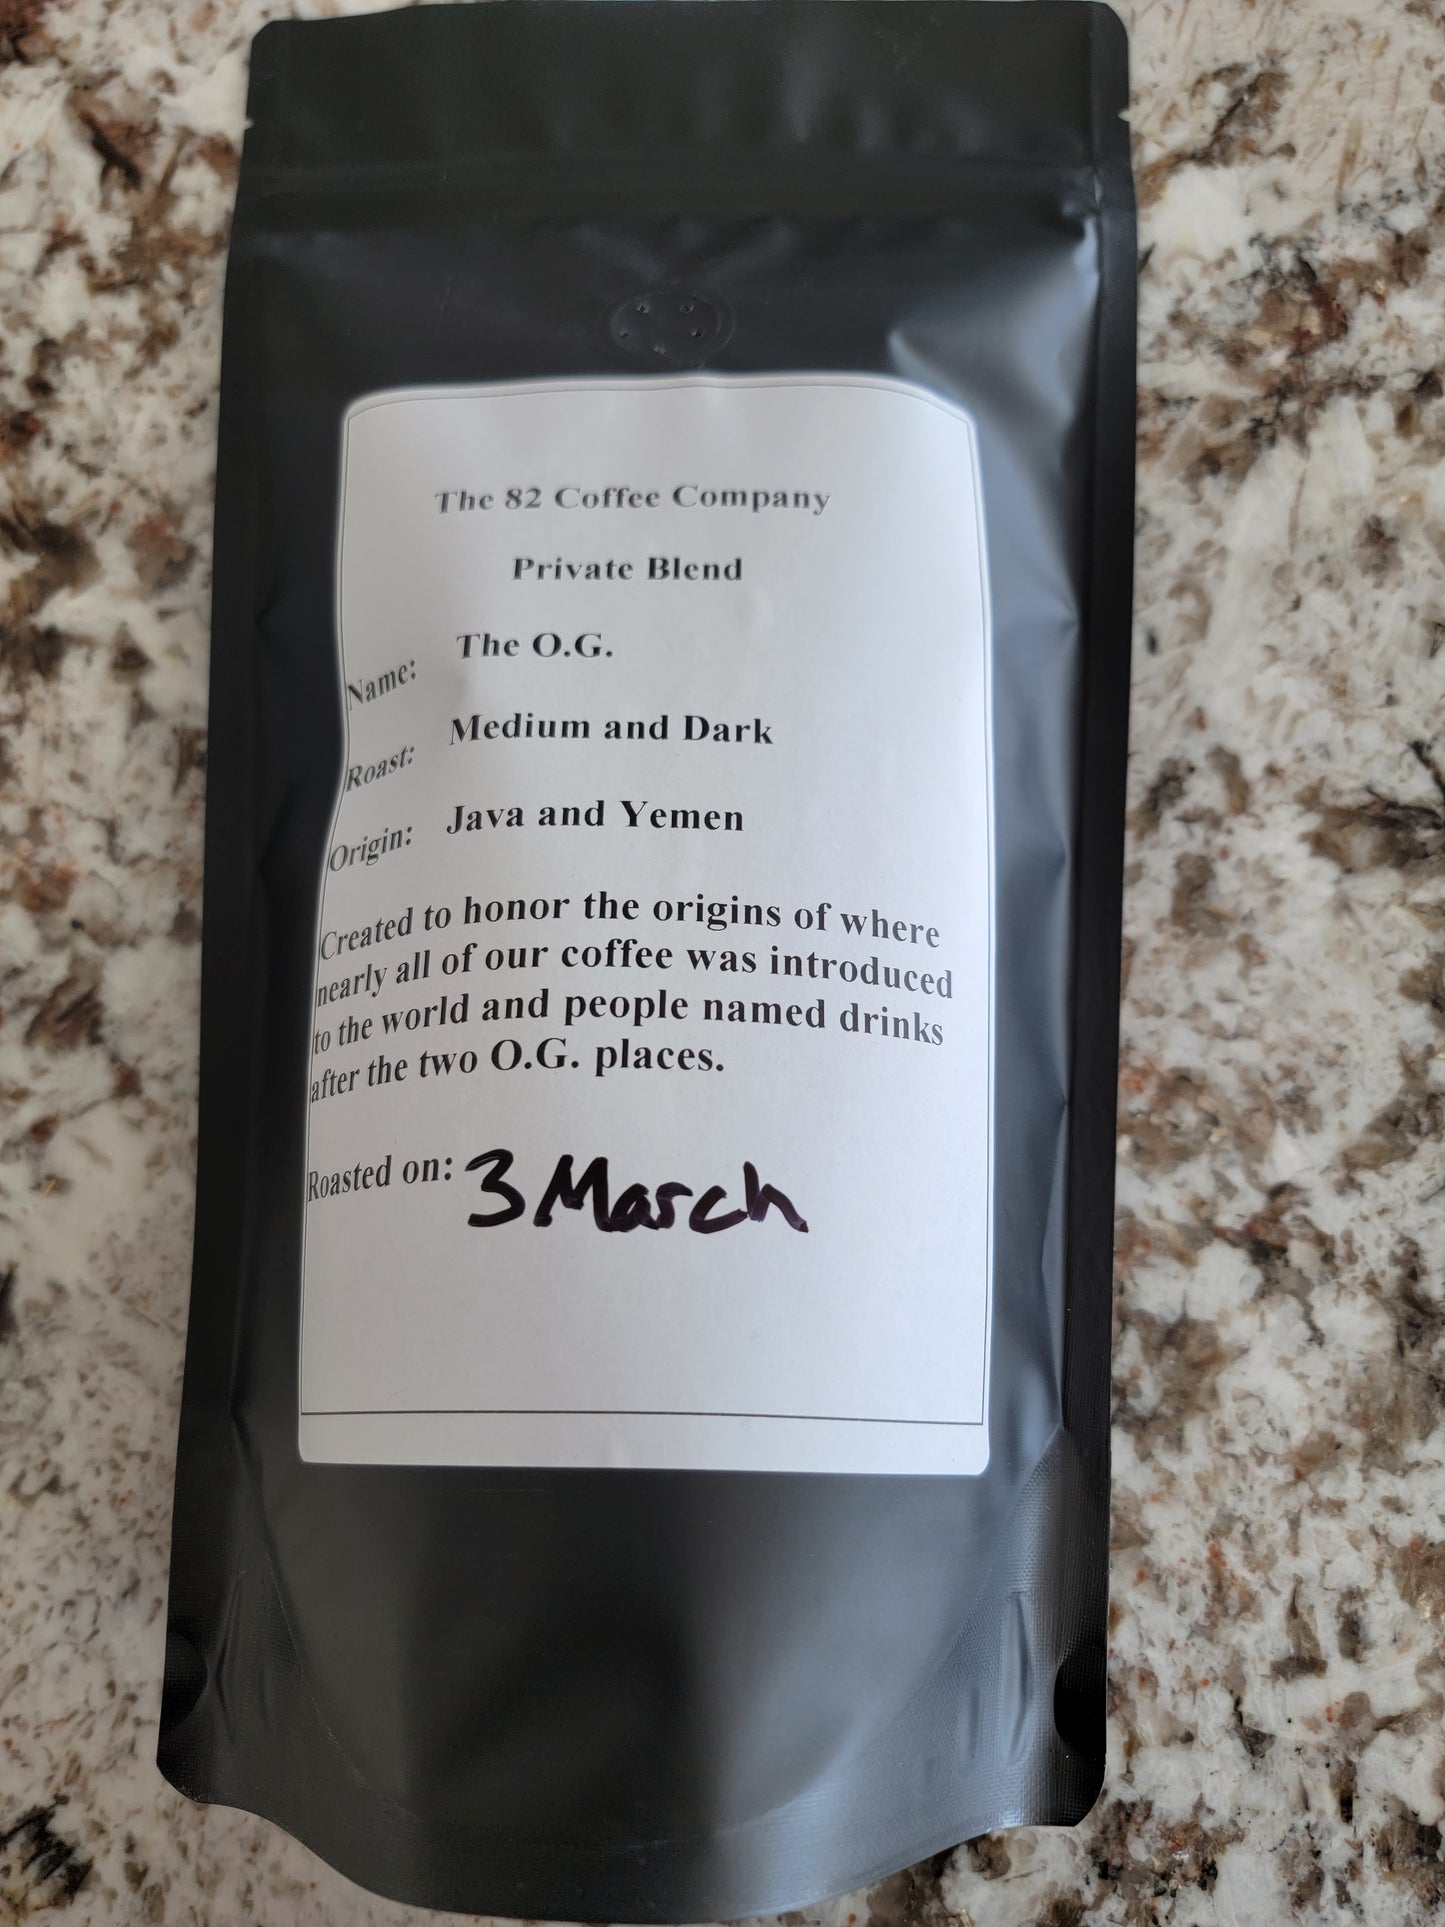 The 82 Coffee Company
Private Blend
Name: The O.G.
Roast: Medium and Dark
Origin: Java and Yemen
Created to honor the origins of where
nearly all of our coffee was introduced
to the world and people named drinks
after the two O.G. places.
Roasted on: 3 March